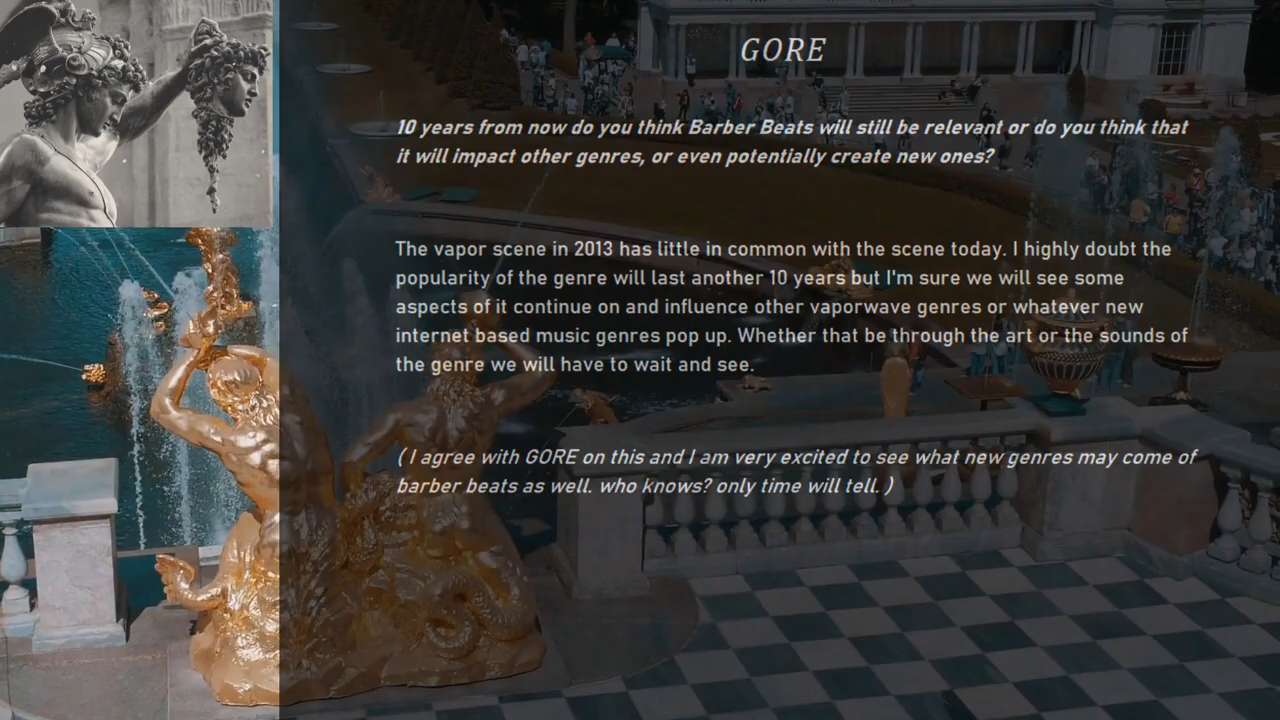 GORE
10 years from now do you think Barber Beats will still be relevant or do you think that
it will impact other genres, or even potentially create new ones?
The vapor scene in 2013 has little in common with the scene today. I highly doubt the
popularity of the genre will last another 10 years but I'm sure we will see some
aspects of it continue on and influence other vaporwave genres or whatever new
internet based music genres pop up. Whether that be through the art or the sounds of
the genre we will have to wait and see.
( I agree with GORE on this and I am very excited to see what new genres may come of
barber beats as well. who knows? only time will tell. )